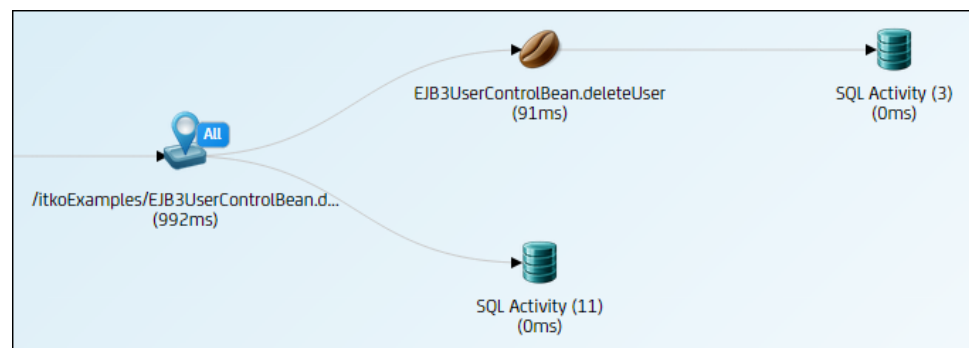 EJB3UserControlBean.deleteUser
(91ms)
SQL Activity (3)
(0ms)
All
/itkoExamples/EJB3UserControlBean.d...
(992ms)
SQL Activity (11)
(0ms)